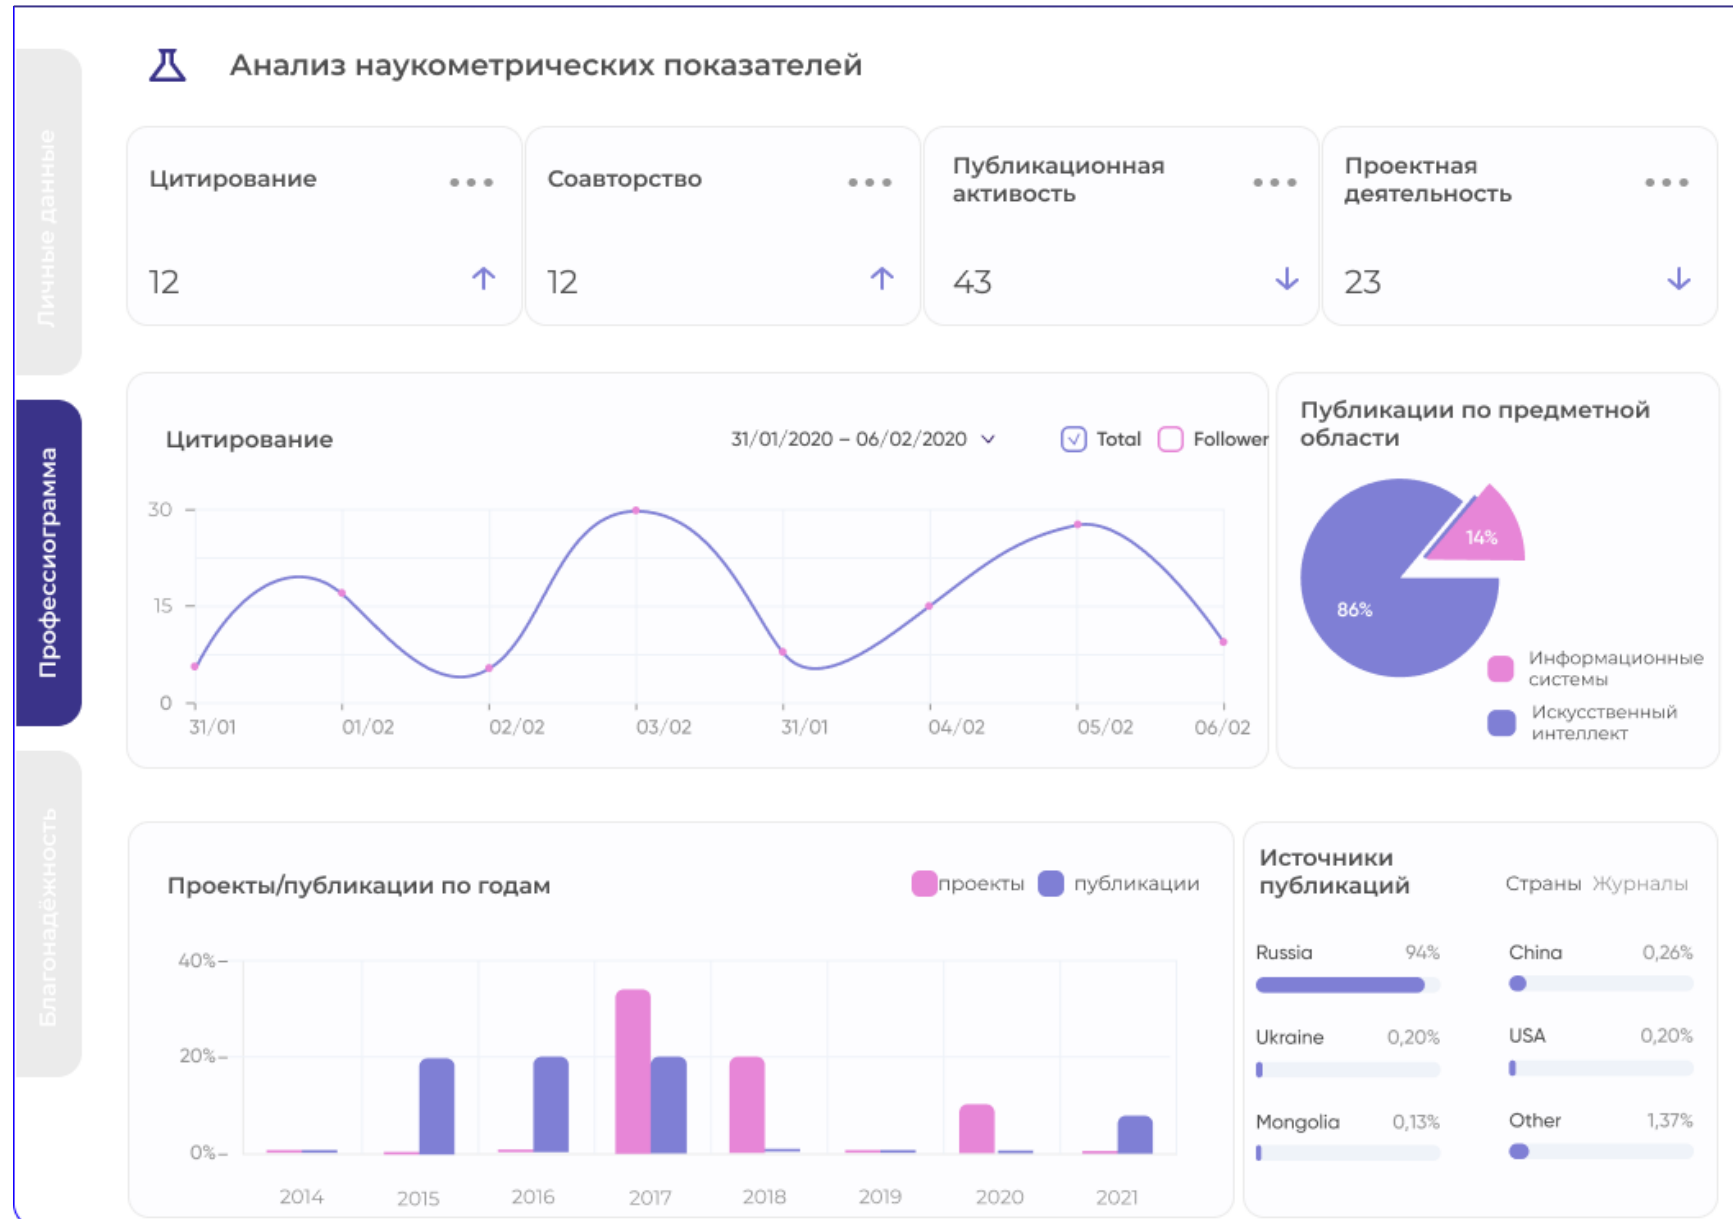 Анализ наукометрических показателей
Личные данные
Профессиограмма
Благонадёжность
Цитирование
12
Соавторство
12
Публикационная
активость
43
Проектная
деятельность
23
Цитирование
31/01/2020 – 06/02/2020
Total
Follower
30
15
0
31/01
01/02
02/02
03/02
31/01
04/02
05/02
06/02
Публикации по предметной
области
14%
86%
Информационные
системы
Искусственный
интеллект
Проекты/публикации по годам
проекты
публикации
40%
20%
0%
2014
2015
2016
2017
2018
2019
2020
2021
Источники
публикаций
Страны Журналы
Russia 94%
China 0,26%
Ukraine 0,20%
USA 0,20%
Mongolia 0,13%
Other 1,37%